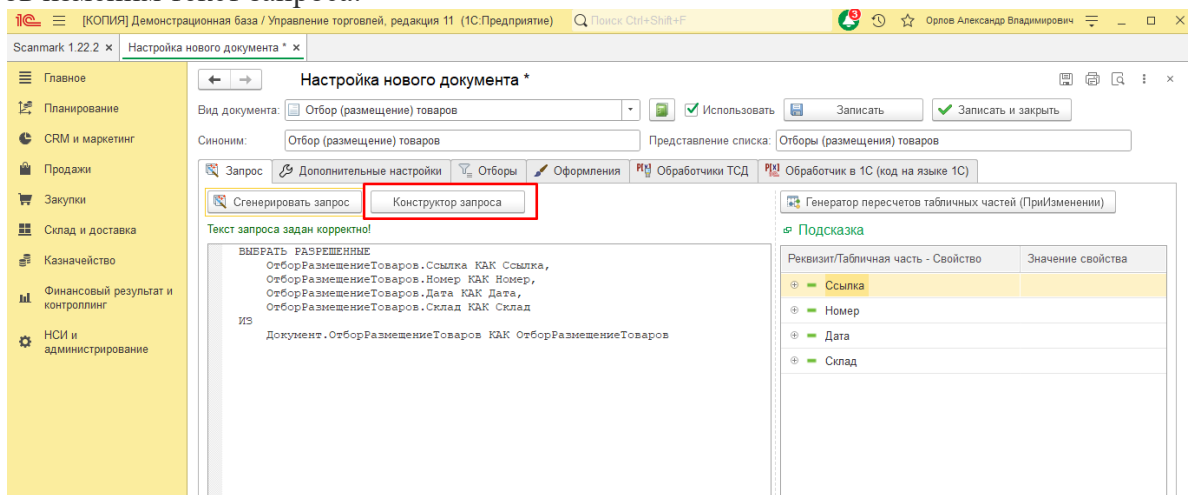 [КОПИЯ] Демонстрационная база / Управление торговлей, редакция 11 (1С:Предприятие) Поиск Ctrl+Shift+F 3 Орлов Александр Владимирович
Scanmark 1.22.2 × Настройка нового документа * ×
Главное
Планирование
CRM и маркетинг
Продажи
Закупки
Склад и доставка
Казначейство
Финансовый результат и
контроллинг
НСИ и
администрирование
Настройка нового документа *
Вид документа: Отбор (размещение) товаров Использовать Записать Записать и закрыть
Синоним: Отбор (размещение) товаров Представление списка: Отборы (размещения) товаров
Запрос Дополнительные настройки Отборы Оформления Обработчики ТСД Обработчик в 1С (код на языке 1С)
Сгенерировать запрос Конструктор запроса Генератор пересчетов табличных частей (ПриИзменении)
Текст запроса задан корректно! Подсказка
ВЫБРАТЬ РАЗРЕШЕННЫЕ
ОтборРазмещениеТоваров.Ссылка КАК Ссылка,
ОтборРазмещениеТоваров.Номер КАК Номер,
ОтборРазмещениеТоваров.Дата КАК Дата,
ОтборРазмещениеТоваров.Склад КАК Склад
ИЗ
Документ.ОтборРазмещениеТоваров КАК ОтборРазмещениеТоваров
Реквизит/Табличная часть - Свойство Значение свойства
Ссылка
Номер
Дата
Склад